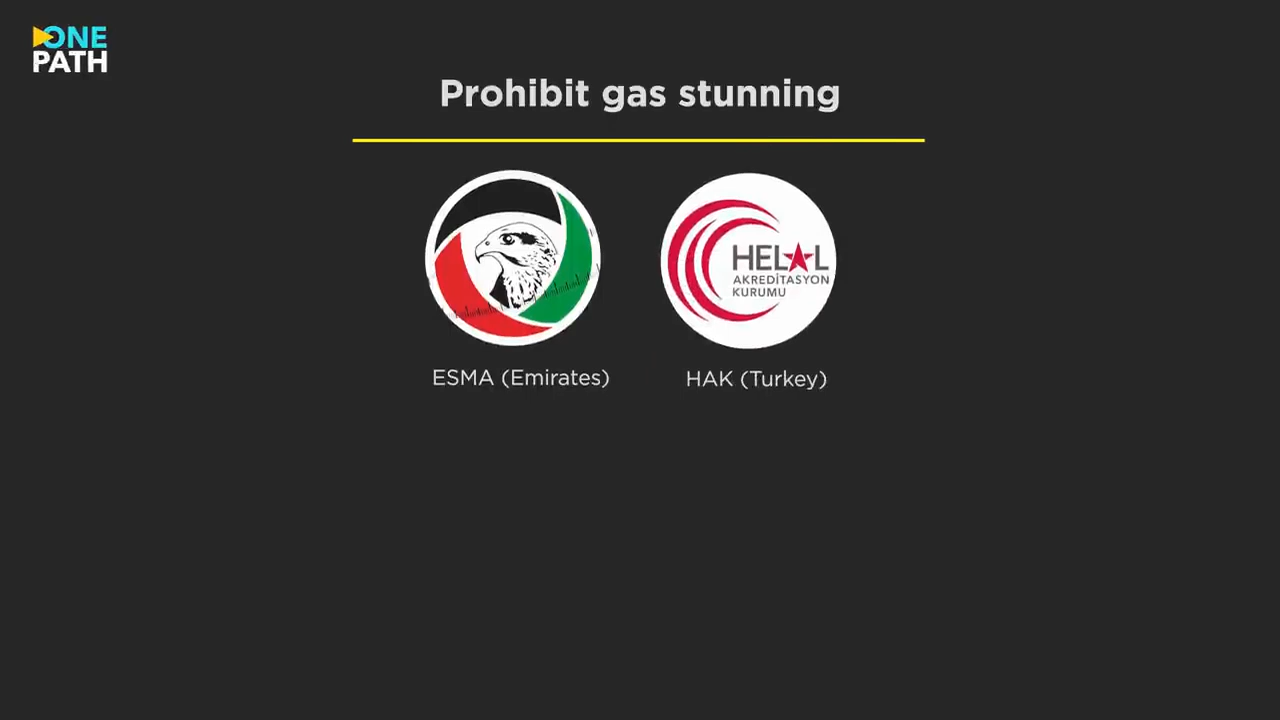 ONE
PATH
Prohibit gas stunning
HELAL
AKREDİTASYON
KURUMU
ESMA (Emirates)
HAK (Turkey)